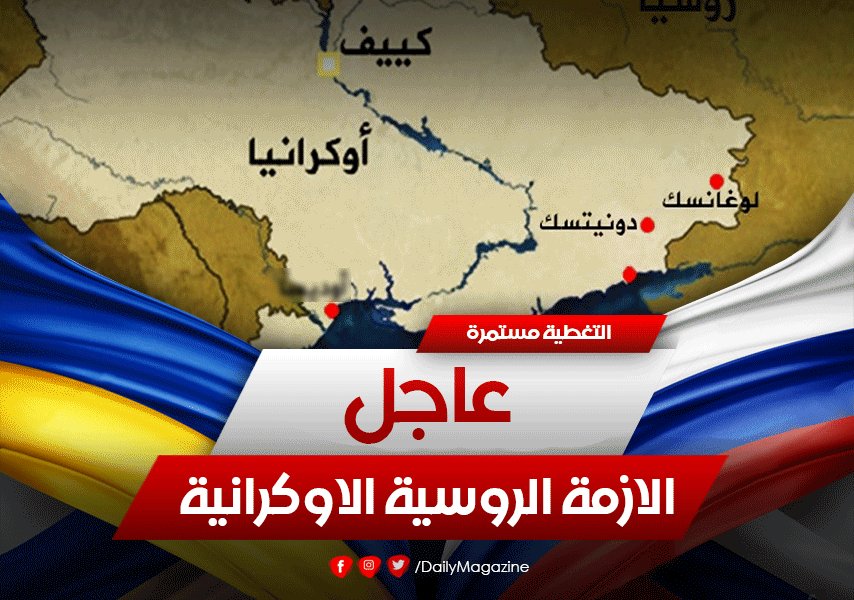 روسيا
كييف
أوكرانيا
لوغانسك
دونيتسك
التغطية مستمرة
عاجل
الازمة الروسية الاوكرانية
/DailyMagazine